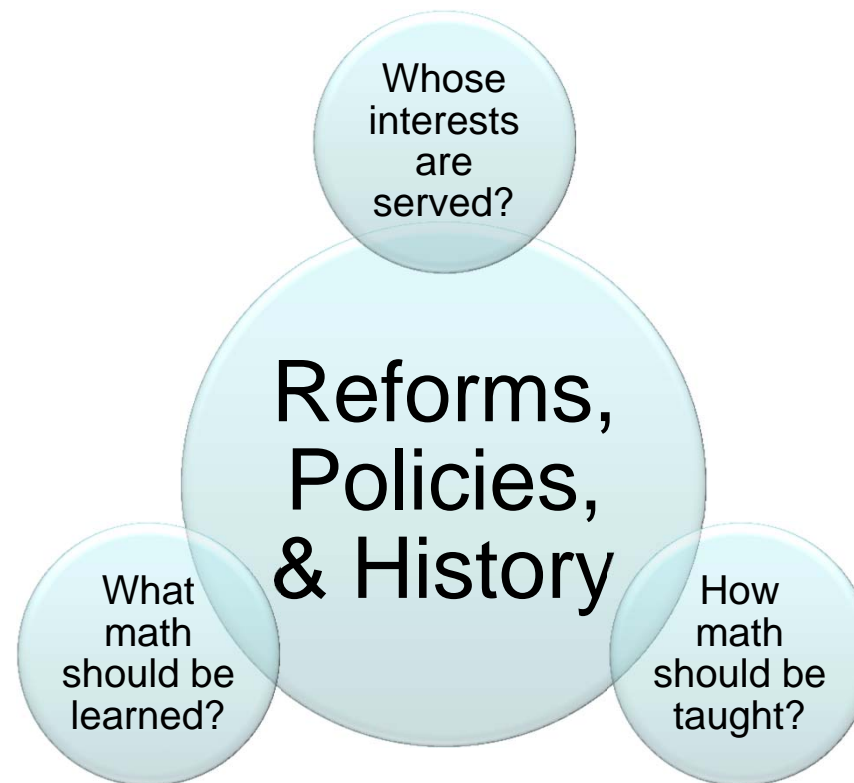 Whose
interests
are
served?
Reforms,
Policies,
& History
What
math
should be
learned?
How
math
should be
taught?